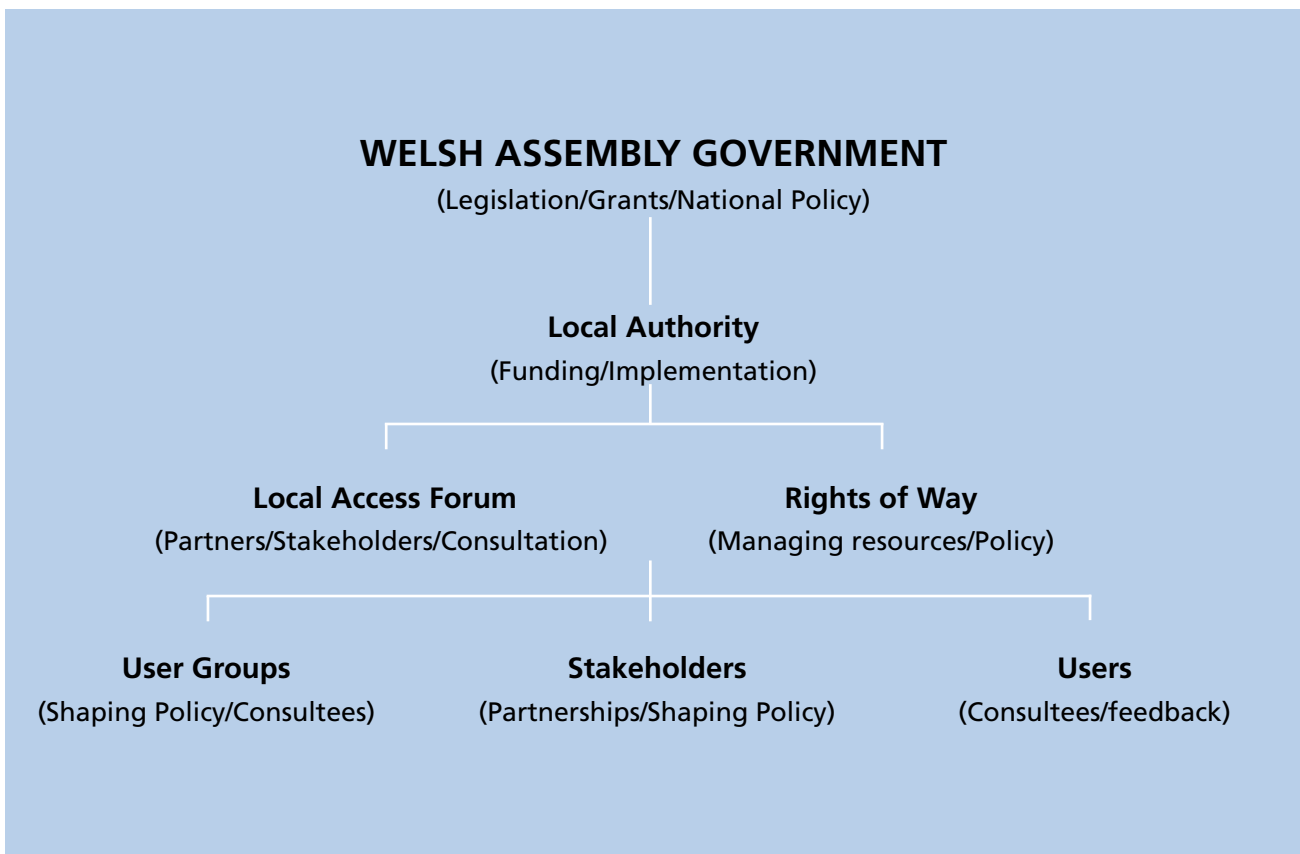 WELSH ASSEMBLY GOVERNMENT
(Legislation/Grants/National Policy)
Local Authority
(Funding/Implementation)
Local Access Forum
(Partners/Stakeholders/Consultation)
Rights of Way
(Managing resources/Policy)
User Groups
(Shaping Policy/Consultees)
Stakeholders
(Partnerships/Shaping Policy)
Users
(Consultees/feedback)